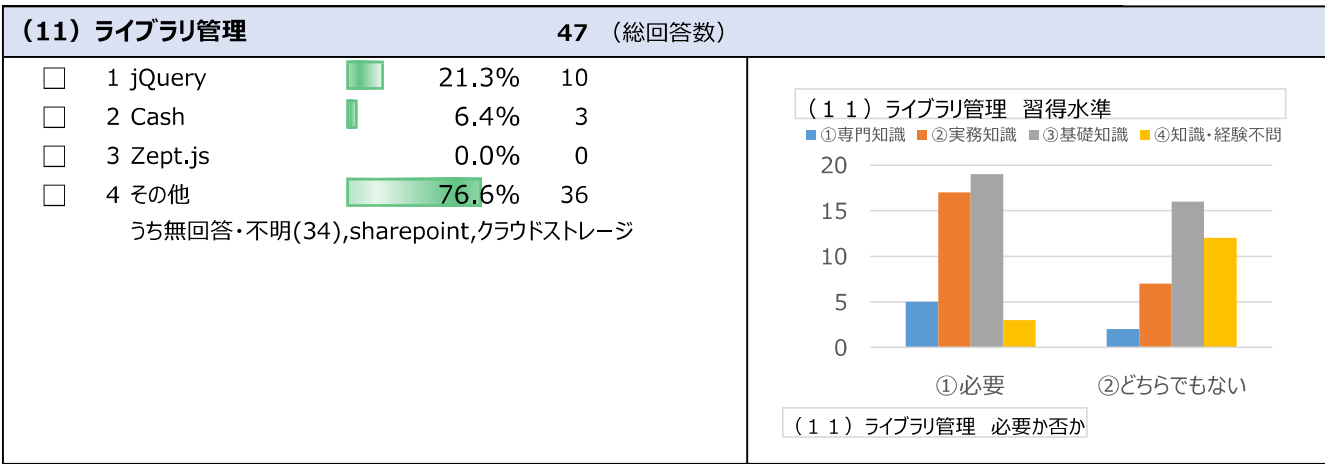 （11）ライブラリ管理 47 （総回答数）
□ 1 jQuery 21.3% 10
□ 2 Cash 6.4% 3
□ 3 Zept.js 0.0% 0
□ 4 その他 76.6% 36
うち無回答・不明(34),sharepoint,クラウドストレージ
（１１）ライブラリ管理 習得水準
①専門知識 ②実務知識 ③基礎知識 ④知識・経験不問
20
15
10
5
0
①必要 ②どちらでもない
（１１）ライブラリ管理 必要か否か